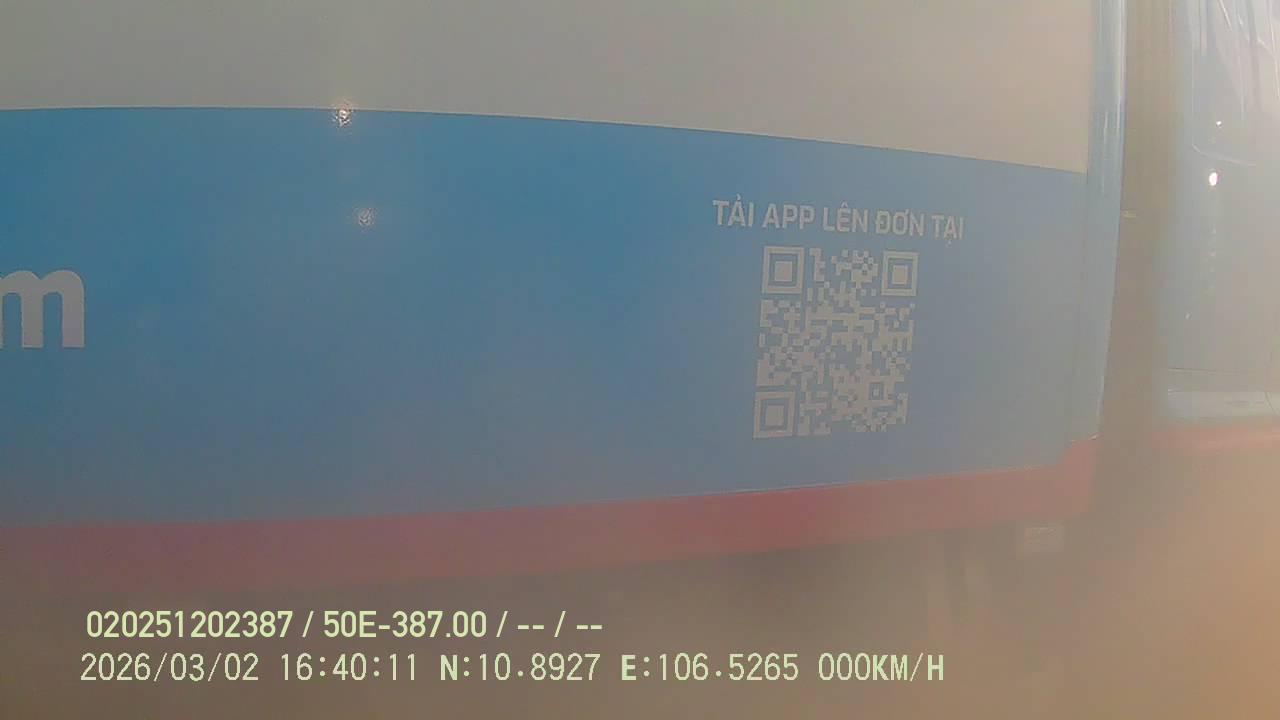 TẢI APP LÊN ĐƠN TẠI
m
020251202387 / 50E-387.00 / -- / --
2026/03/02 16:40:11 N:10.8927 E:106.5265 000KM/H